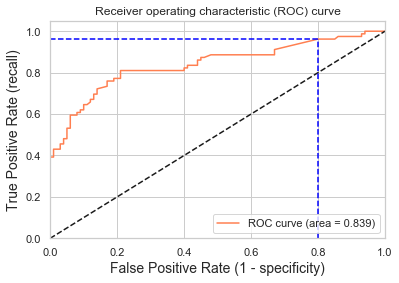 Receiver operating characteristic (ROC) curve
True Positive Rate (recall)
1.0
0.8
0.6
0.4
0.2
0.0
ROC curve (area = 0.839)
0.0 0.2 0.4 0.6 0.8 1.0
False Positive Rate (1 - specificity)